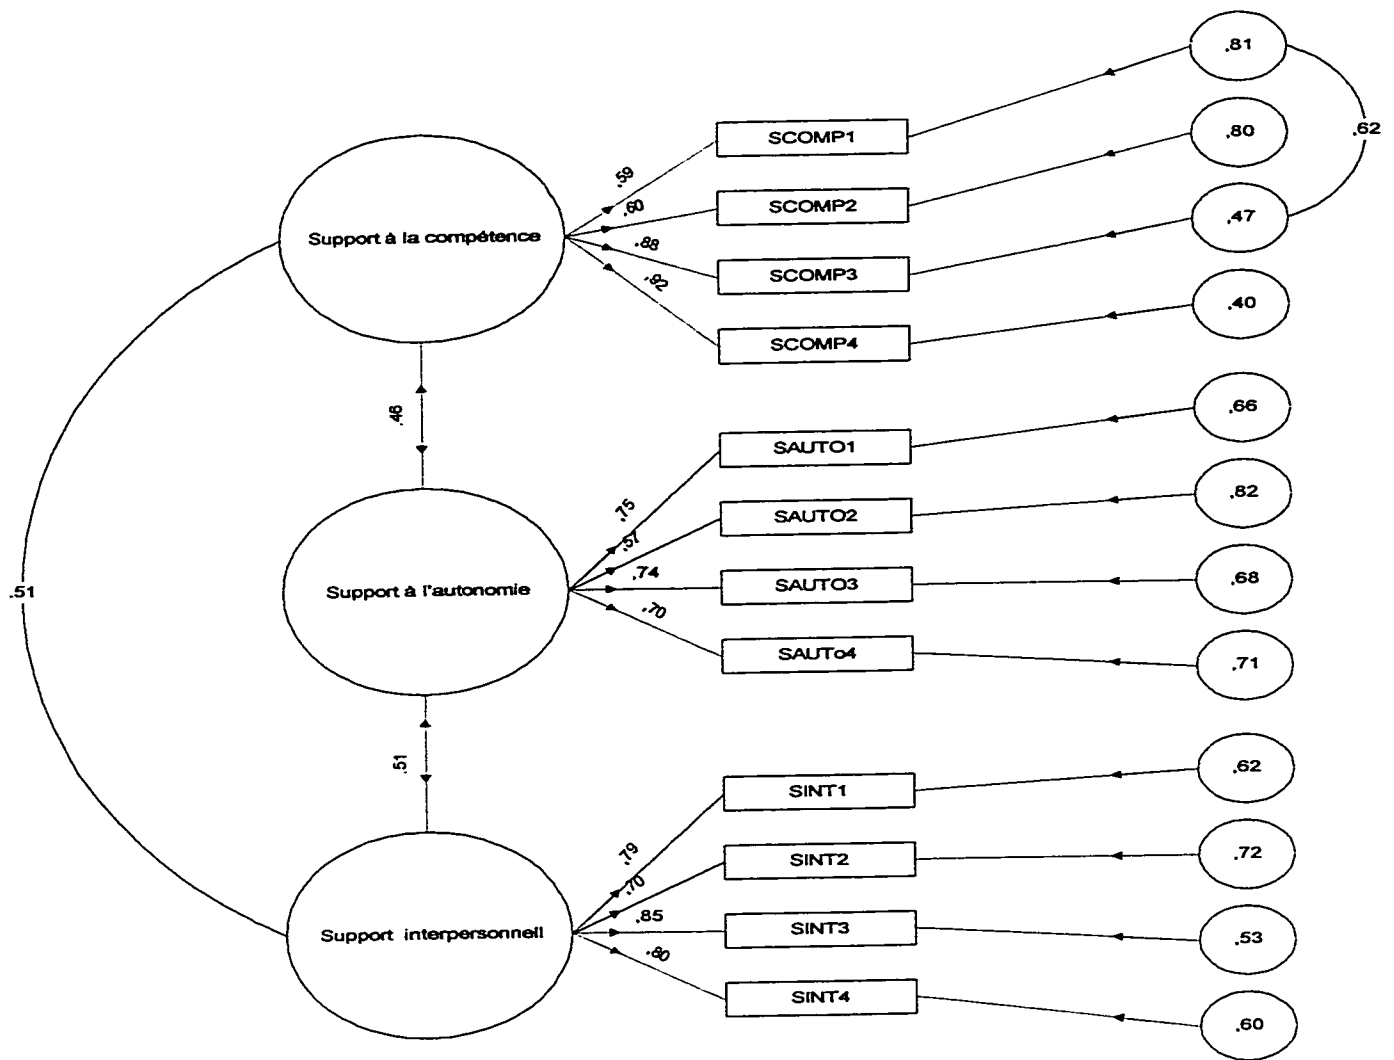 .81
.62
SCOMP1
.80
.59
SCOMP2
.60
.47
Support à la compétence
.88
SCOMP3
.92
.40
SCOMP4
.46
.66
SAUTO1
.75
.82
SAUTO2
.57
.51
Support à l'autonomie
.74
SAUTO3
.68
.70
SAUTo4
.71
.51
.62
SINT1
.79
.72
SINT2
.70
.85
Support interpersonnell
SINT3
.53
.80
SINT4
.60